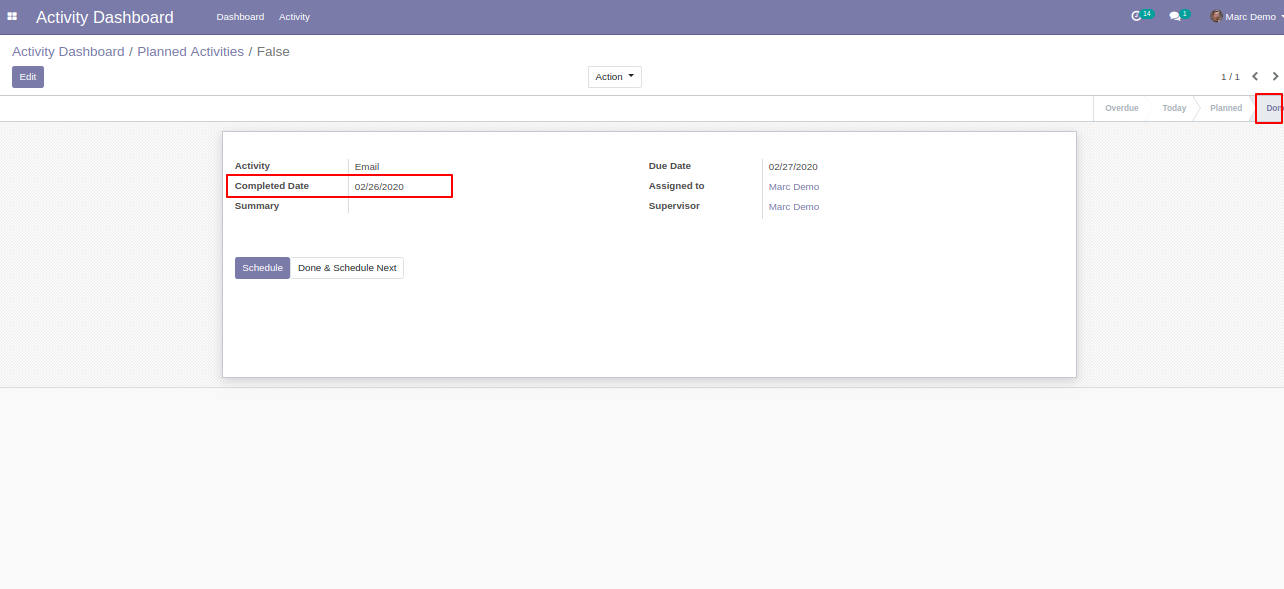 Activity Dashboard Dashboard Activity 14 1 Marc Demo
Activity Dashboard / Planned Activities / False
Edit Action 1 / 1
Overdue Today Planned Don
Activity Email Due Date 02/27/2020
Completed Date 02/26/2020 Assigned to Marc Demo
Summary Supervisor Marc Demo
Schedule Done & Schedule Next